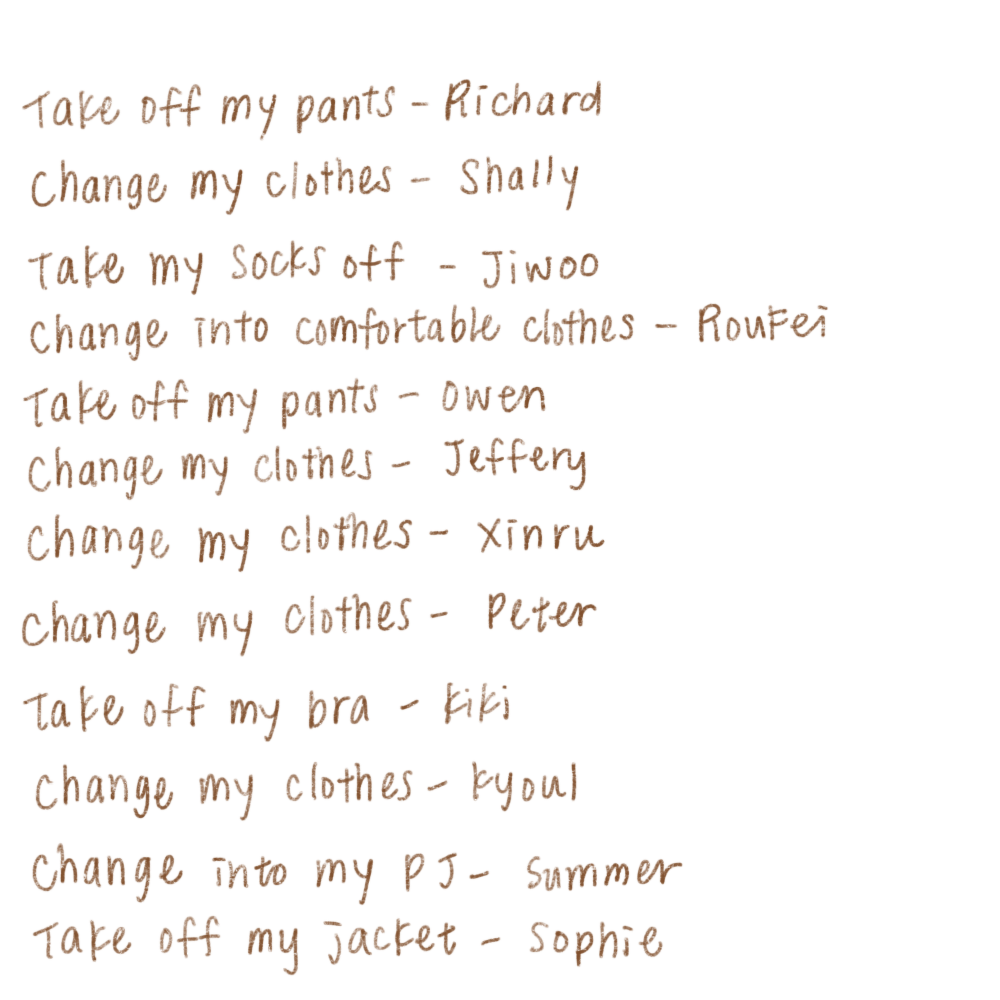 Take off my pants - Richard
Change my clothes - Shally
Take my socks off - Jiwoo
Change into comfortable clothes - RouFei
Take off my pants - Owen
Change my clothes - Jeffery
Change my clothes - Xinru
Change my clothes - Peter
Take off my bra - kiki
Change my clothes - kyoul
Change into my PJ - Summer
Take off my jacket - Sophie